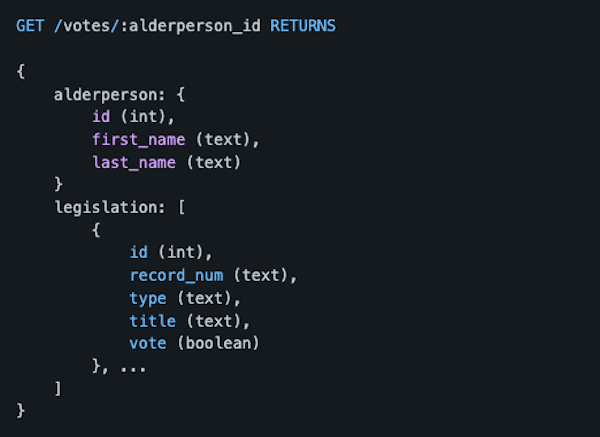 GET /votes/:alderperson_id RETURNS
{
    alderperson: {
        id (int),
        first_name (text),
        last_name (text)
    }
    legislation: [
        {
            id (int),
            record_num (text),
            type (text),
            title (text),
            vote (boolean)
        }, ...
    ]
}